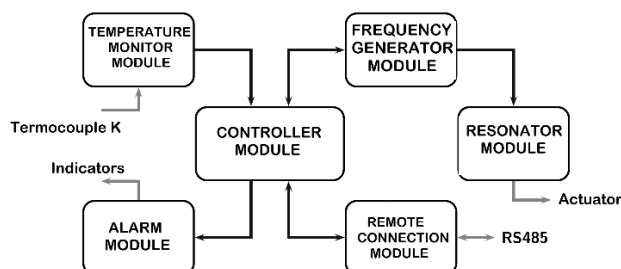 TEMPERATURE
MONITOR
MODULE
FREQUENCY
GENERATOR
MODULE
Termocouple K
CONTROLLER
MODULE
RESONATOR
MODULE
Indicators
Actuator
ALARM
MODULE
REMOTE
CONNECTION
MODULE
RS485